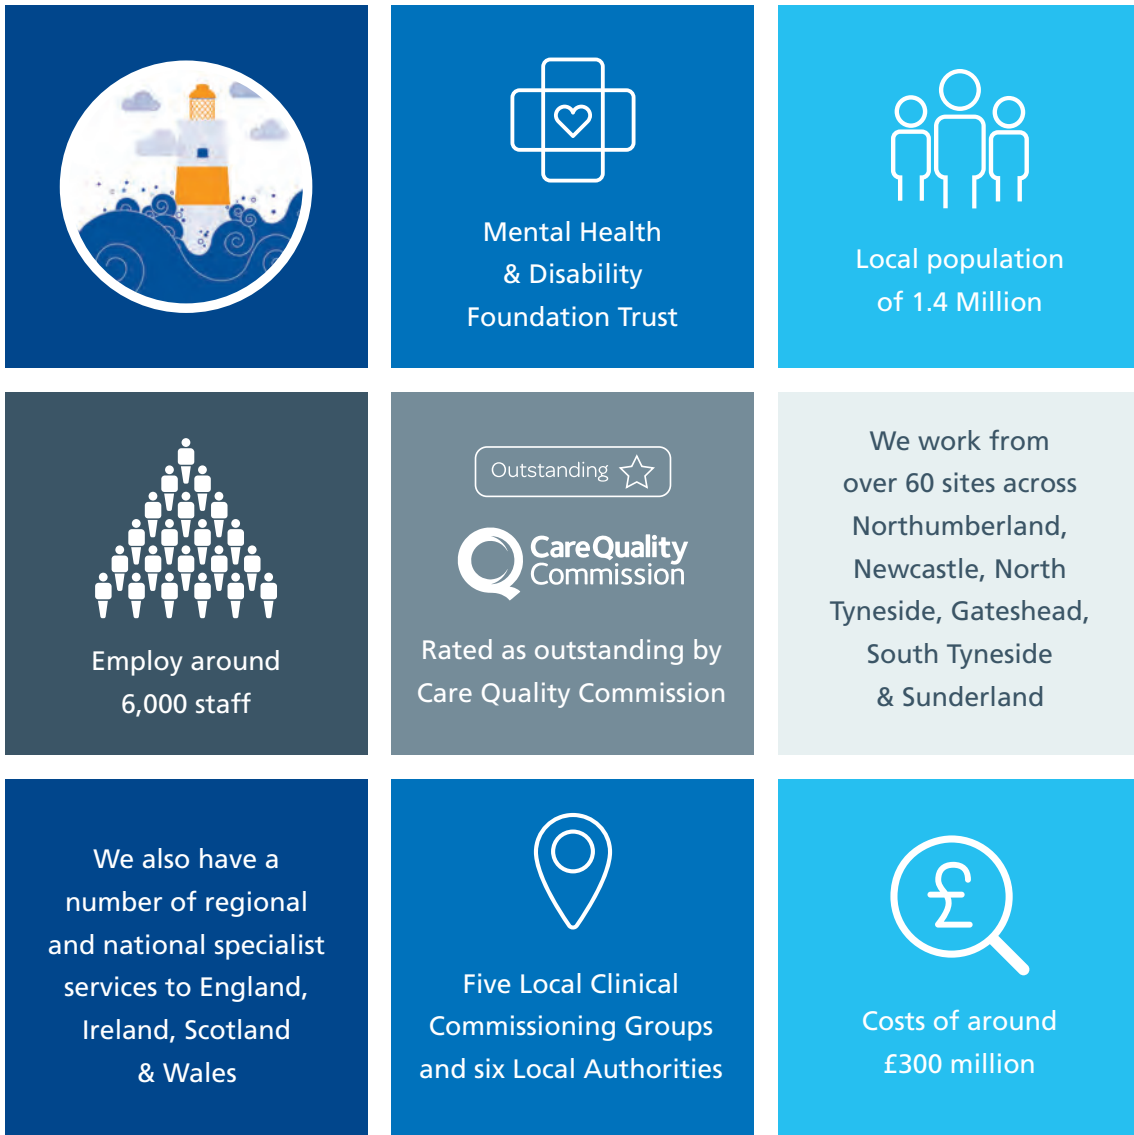 Mental Health
& Disability
Foundation Trust
Local population
of 1.4 Million
Employ around
6,000 staff
Outstanding
CareQuality
Commission
Rated as outstanding by
Care Quality Commission
We work from
over 60 sites across
Northumberland,
Newcastle, North
Tyneside, Gateshead,
South Tyneside
& Sunderland
We also have a
number of regional
and national specialist
services to England,
Ireland, Scotland
& Wales
Five Local Clinical
Commissioning Groups
and six Local Authorities
£
Costs of around
£300 million